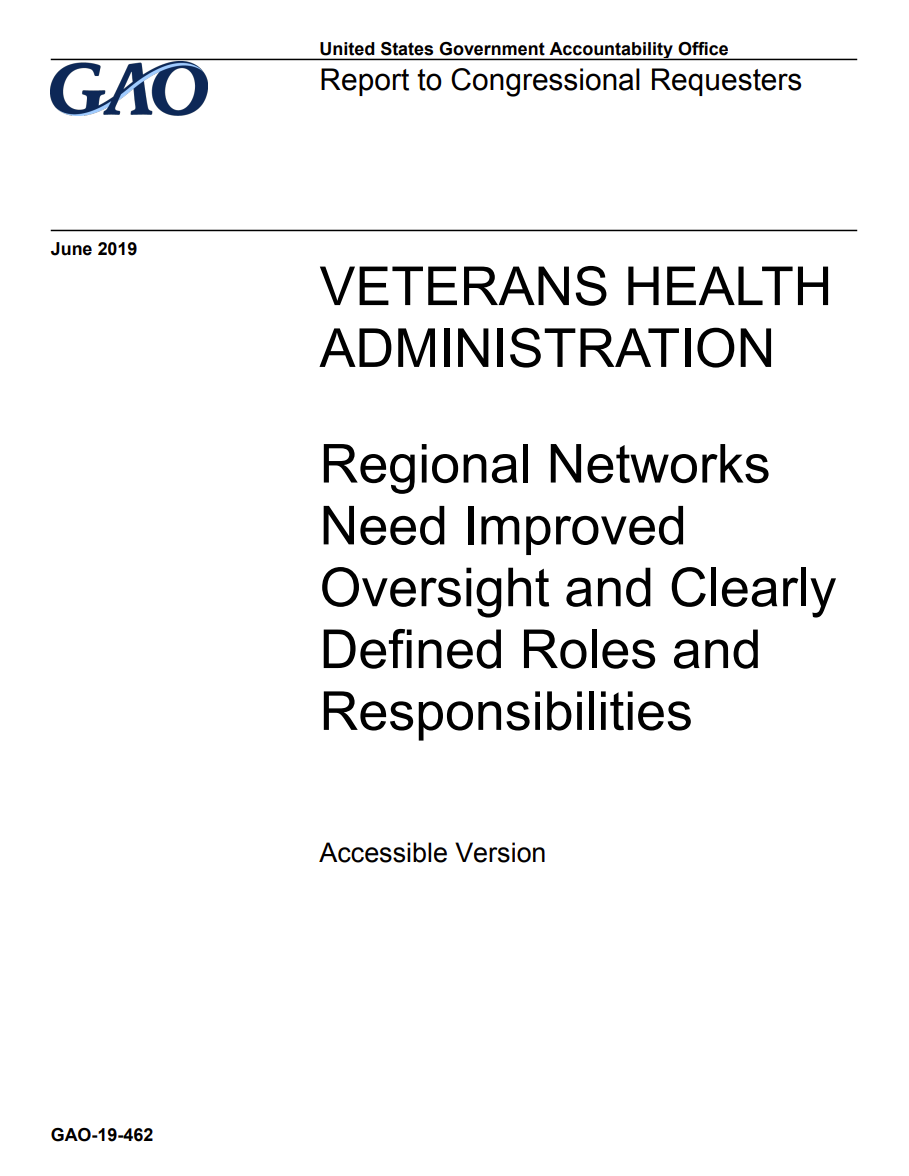 United States Government Accountability Office
GAO
Report to Congressional Requesters
June 2019
VETERANS HEALTH
ADMINISTRATION
Regional Networks
Need Improved
Oversight and Clearly
Defined Roles and
Responsibilities
Accessible Version
GAO-19-462